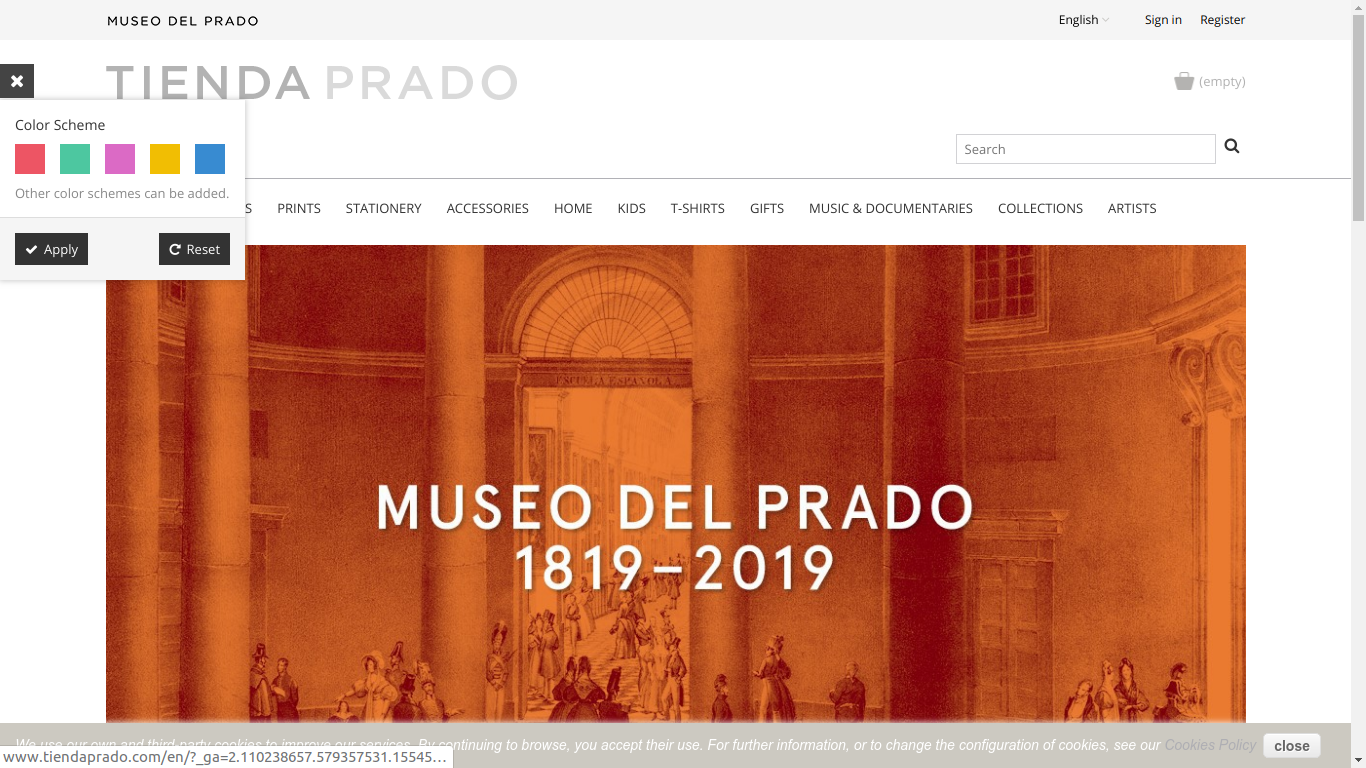 MUSEO DEL PRADO
English
Sign in
Register
TIENDA PRADO
(empty)
Color Scheme
Search
Other color schemes can be added.
S
PRINTS
STATIONERY
ACCESSORIES
HOME
KIDS
T-SHIRTS
GIFTS
MUSIC & DOCUMENTARIES
COLLECTIONS
ARTISTS
Apply
Reset
ESCUELA ESPAÑOLA
MUSEO DEL PRADO
1819–2019
We use our own and third-party cookies to improve our services. By continuing to browse, you accept their use. For further information, or to change the configuration of cookies, see our Cookies Policy
close
www.tiendaprado.com/en/?_ga=2.110238657.579357531.15545...